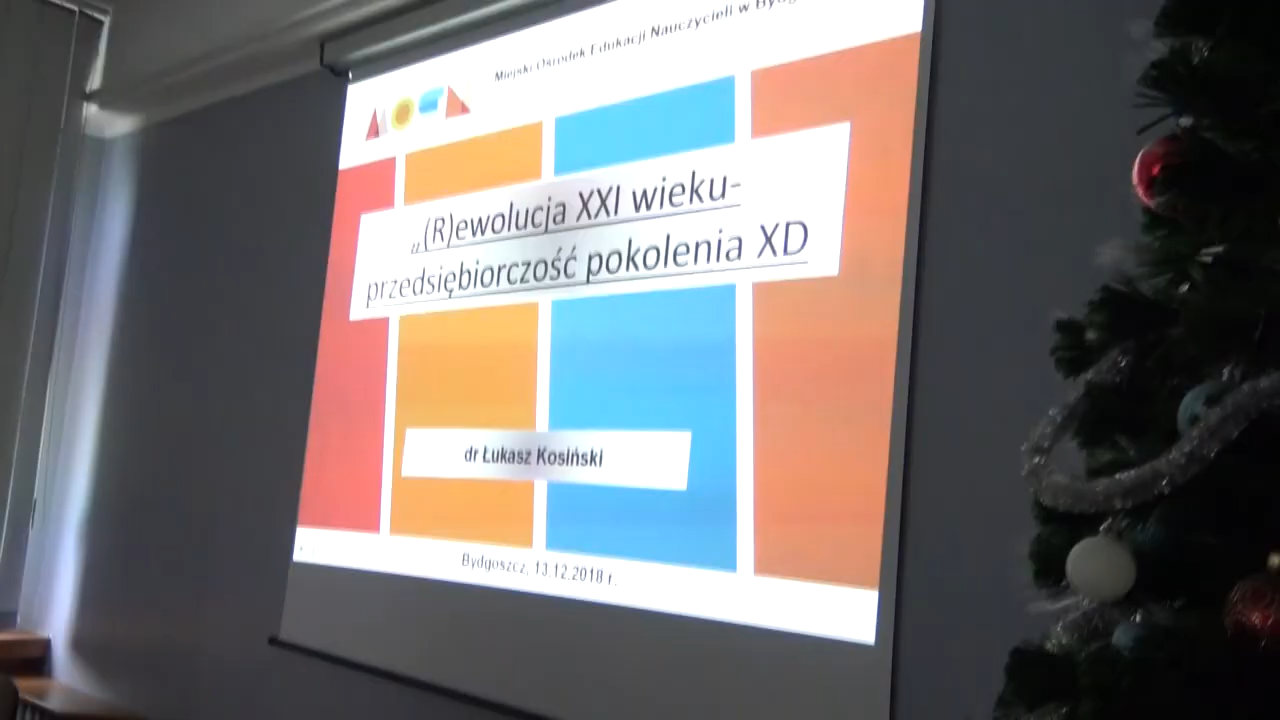 Miejski Ośrodek Edukacji Nauczycieli w
„(R)ewolucja XXI wieku-
przedsiębiorczość pokolenia XD
dr Łukasz Kosiński
Bydgoszcz, 13.12.2018 r.